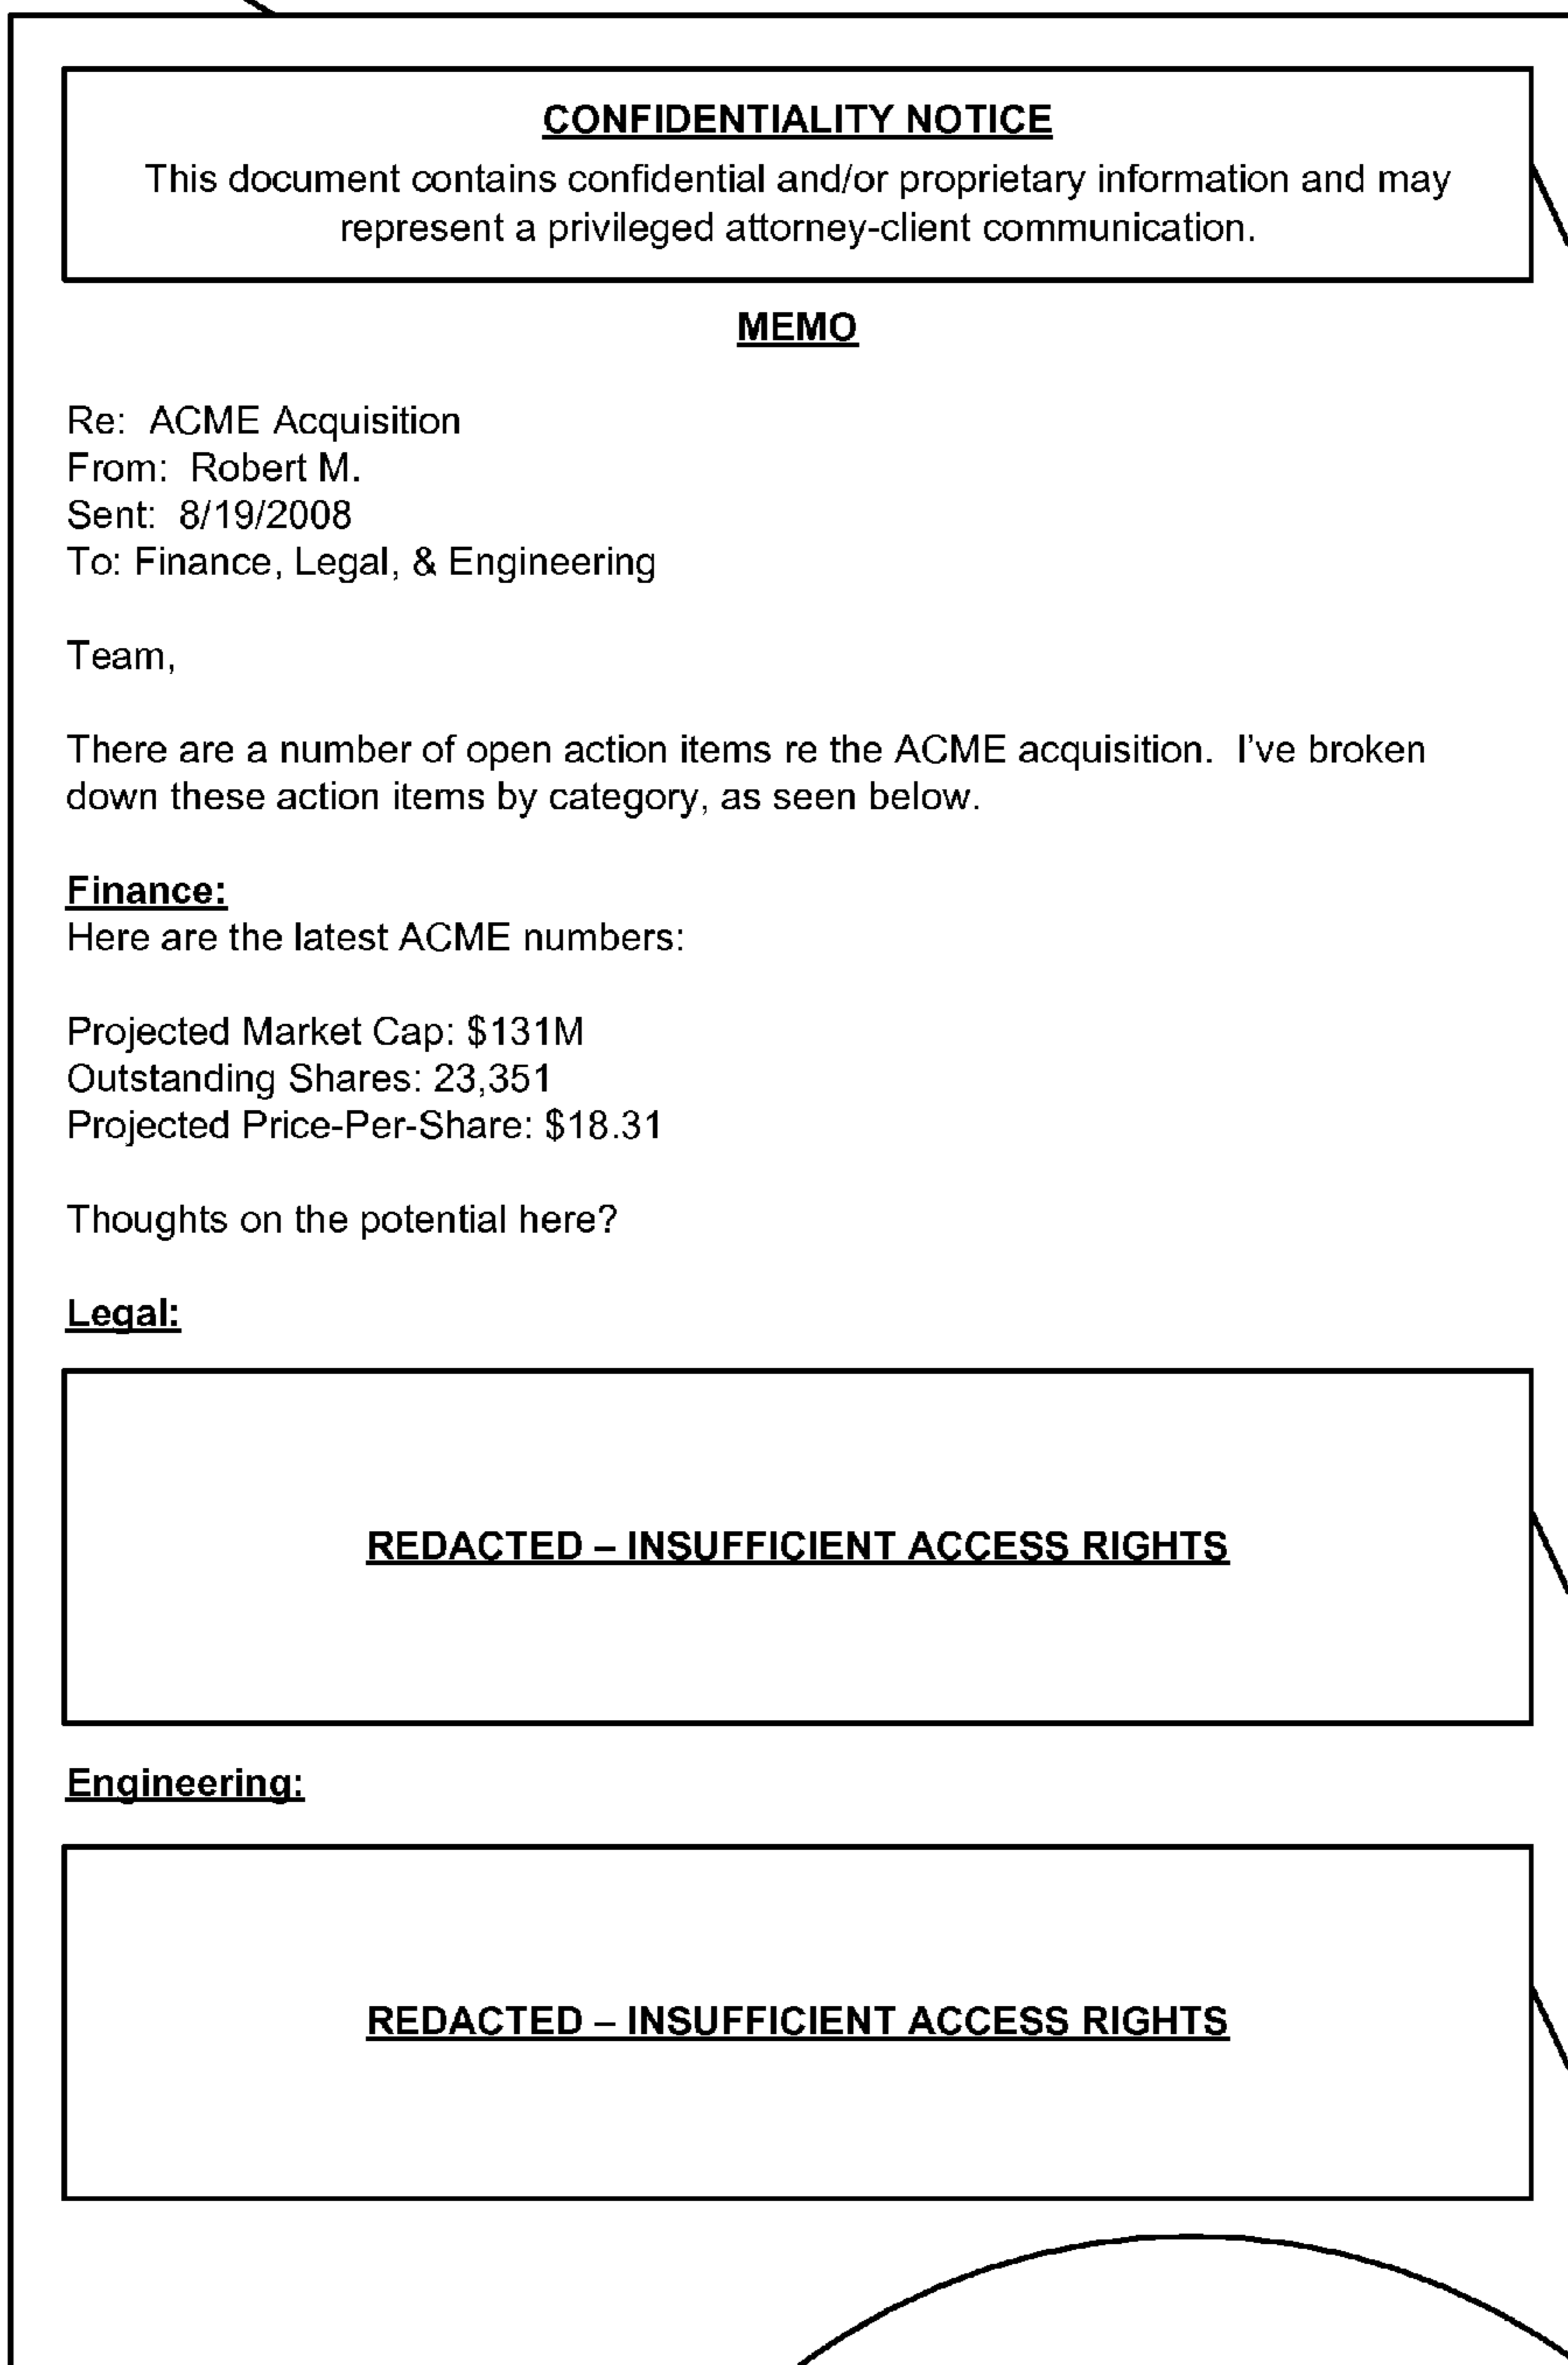 CONFIDENTIALITY NOTICE
This document contains confidential and/or proprietary information and may
represent a privileged attorney-client communication.
MEMO
Re:  ACME Acquisition
From:  Robert M.
Sent:  8/19/2008
To: Finance, Legal, & Engineering
Team,
There are a number of open action items re the ACME acquisition.  I’ve broken
down these action items by category, as seen below.
Finance:
Here are the latest ACME numbers:
Projected Market Cap: $131M
Outstanding Shares: 23,351
Projected Price-Per-Share: $18.31
Thoughts on the potential here?
Legal:
REDACTED – INSUFFICIENT ACCESS RIGHTS
Engineering:
REDACTED – INSUFFICIENT ACCESS RIGHTS